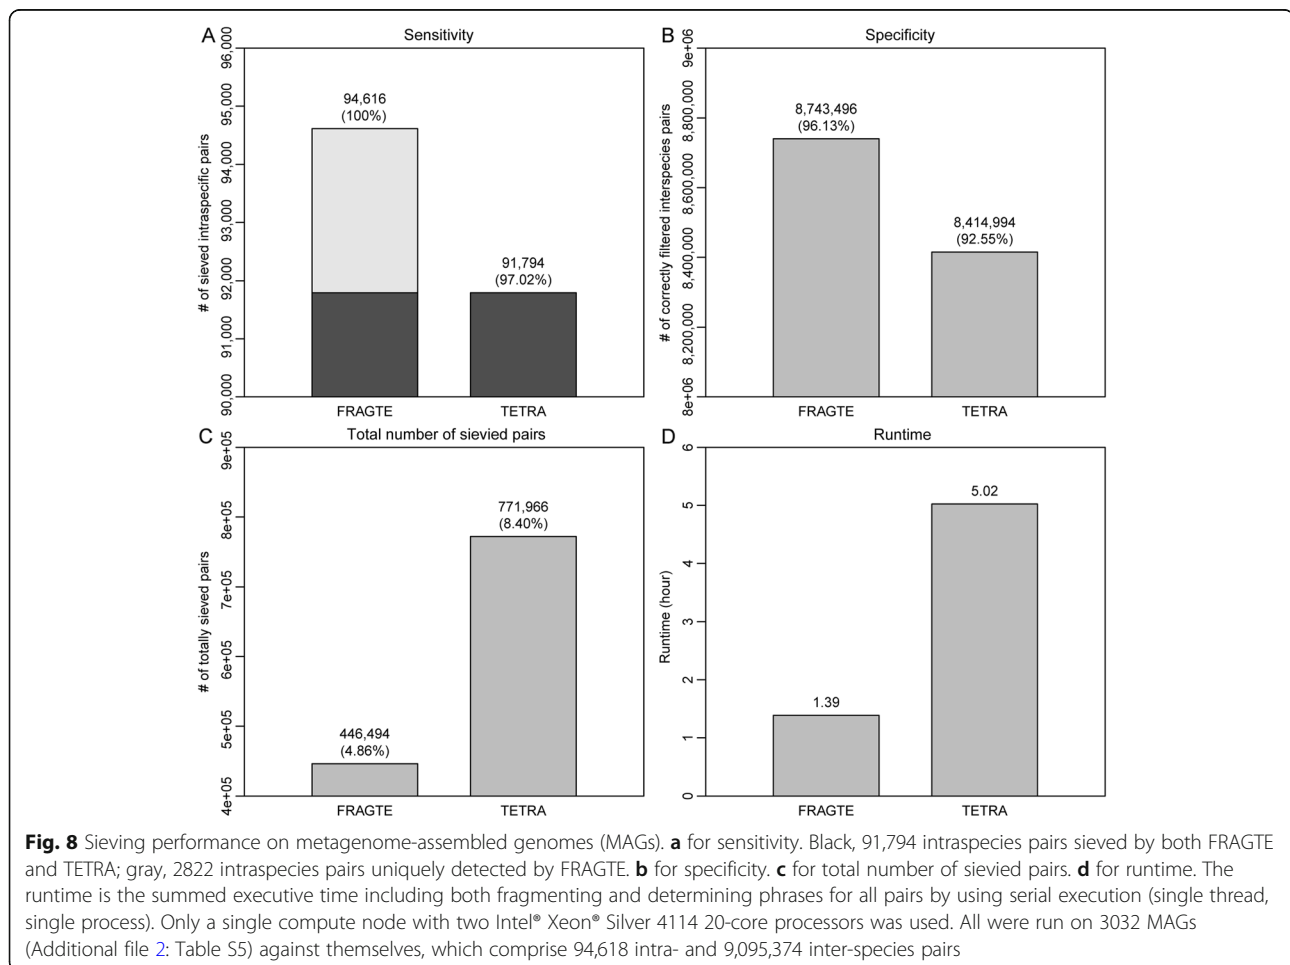 A
Sensitivity
# of sieved intraspecific pairs
96,000
95,000
94,000
93,000
92,000
91,000
90,000
94,616
(100%)
91,794
(97.02%)
FRAGTE
TETRA
B
Specificity
# of correctly filtered interspecies pairs
9e+06
8,800,000
8,600,000
8,400,000
8,200,000
8e+06
8,743,496
(96.13%)
8,414,994
(92.55%)
FRAGTE
TETRA
C
Total number of sievied pairs
# of totally sieved pairs
9e+05
8e+05
7e+05
6e+05
5e+05
4e+05
446,494
(4.86%)
771,966
(8.40%)
FRAGTE
TETRA
D
Runtime
Runtime (hour)
6
5
4
3
2
1
0
1.39
5.02
FRAGTE
TETRA
Fig. 8 Sieving performance on metagenome-assembled genomes (MAGs). a for sensitivity. Black, 91,794 intraspecies pairs sieved by both FRAGTE
and TETRA; gray, 2822 intraspecies pairs uniquely detected by FRAGTE. b for specificity. c for total number of sievied pairs. d for runtime. The
runtime is the summed executive time including both fragmenting and determining phrases for all pairs by using serial execution (single thread,
single process). Only a single compute node with two Intel® Xeon® Silver 4114 20-core processors was used. All were run on 3032 MAGs
(Additional file 2: Table S5) against themselves, which comprise 94,618 intra- and 9,095,374 inter-species pairs